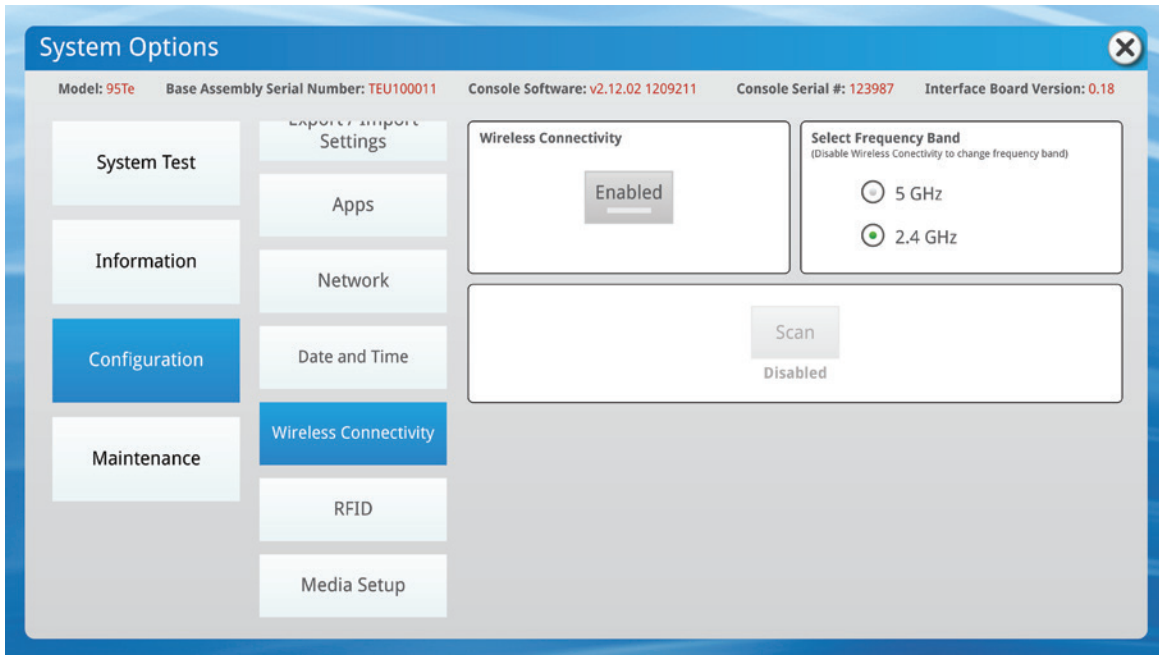 System Options
Model: 95Te Base Assembly Serial Number: TEU100011 Console Software: v2.12.02 1209211 Console Serial #: 123987 Interface Board Version: 0.18
System Test
Information
Configuration
Maintenance
Export / Import
Settings
Apps
Network
Date and Time
Wireless Connectivity
RFID
Media Setup
Wireless Connectivity
Enabled
Select Frequency Band
(Disable Wireless Conectivity to change frequency band)
5 GHz
2.4 GHz
Scan
Disabled